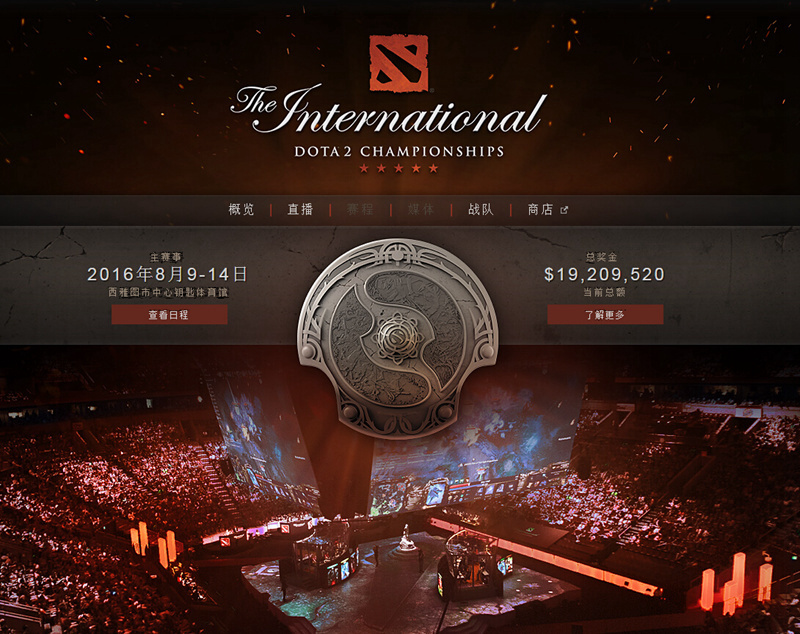 The International
DOTA 2 CHAMPIONSHIPS
概览 | 直播 | 赛程 | 媒体 | 战队 | 商店
主赛事
2016年8月9-14日
西雅图市中心钥匙体育馆
查看日程
总奖金
$19,209,520
当前总额
了解更多